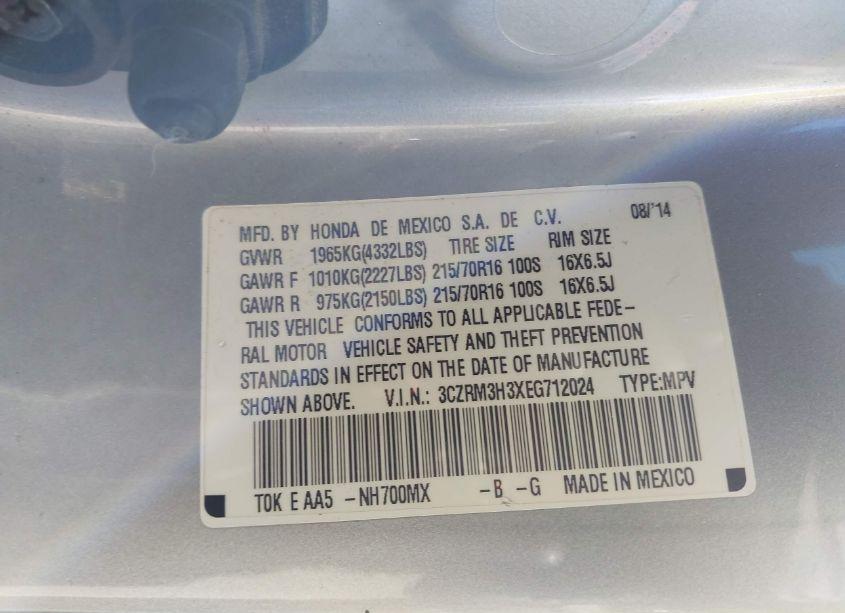 MFD. BY HONDA DE MEXICO S.A. DE C.V. 08/'14
GVWR 1965KG(4332LBS) TIRE SIZE RIM SIZE
GAWR F 1010KG(2227LBS) 215/70R16 100S 16X6.5J
GAWR R 975KG(2150LBS) 215/70R16 100S 16X6.5J
THIS VEHICLE CONFORMS TO ALL APPLICABLE FEDE-
RAL MOTOR VEHICLE SAFETY AND THEFT PREVENTION
STANDARDS IN EFFECT ON THE DATE OF MANUFACTURE
SHOWN ABOVE. V.I.N.: 3CZRM3H3XEG712024 TYPE:MPV
T0K E AA5 -NH700MX -B -G MADE IN MEXICO